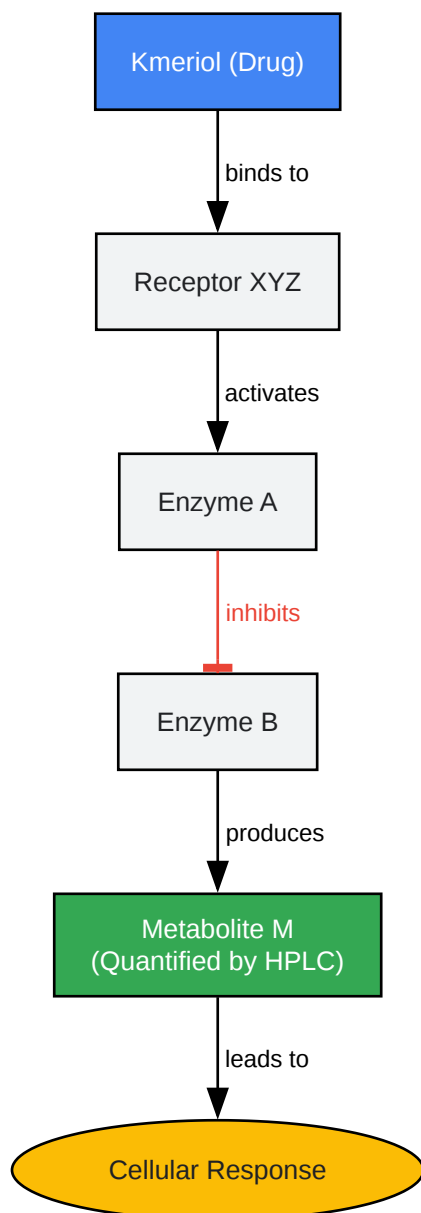 Kmeriol (Drug)
binds to
Receptor XYZ
activates
Enzyme A
inhibits
Enzyme B
produces
Metabolite M
(Quantified by HPLC)
leads to
Cellular Response